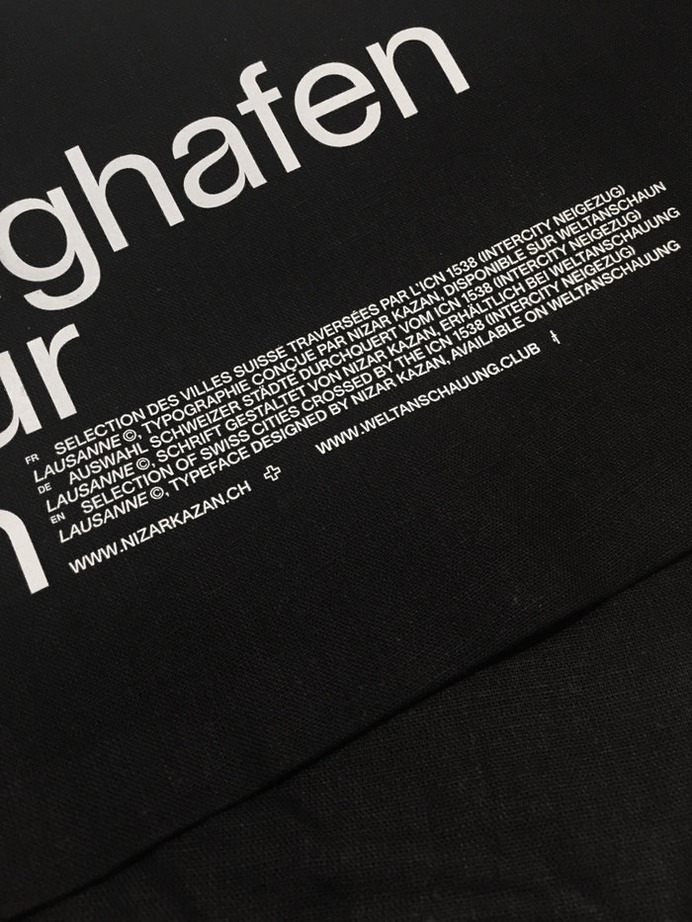 ghafen
ur
n
FR SELECTION DES VILLES SUISSE TRAVERSÉES PAR L'ICN 1538 (INTERCITY NEIGEZUG)
LAUSANNE ©, TYPOGRAPHIE CONÇUE PAR NIZAR KAZAN, DISPONIBLE SUR WELTANSCHAUN
DE AUSWAHL SCHWEIZER STÄDTE DURCHQUERT VOM ICN 1538 (INTERCITY NEIGEZUG)
LAUSANNE ©, SCHRIFT GESTALTET VON NIZAR KAZAN, ERHÄLTLICH BEI WELTANSCHAUUNG
EN SELECTION OF SWISS CITIES CROSSED BY THE ICN 1538 (INTERCITY NEIGEZUG)
LAUSANNE ©, TYPEFACE DESIGNED BY NIZAR KAZAN, AVAILABLE ON WELTANSCHAUUNG
WWW.NIZARKAZAN.CH WWW.WELTANSCHAUUNG.CLUB